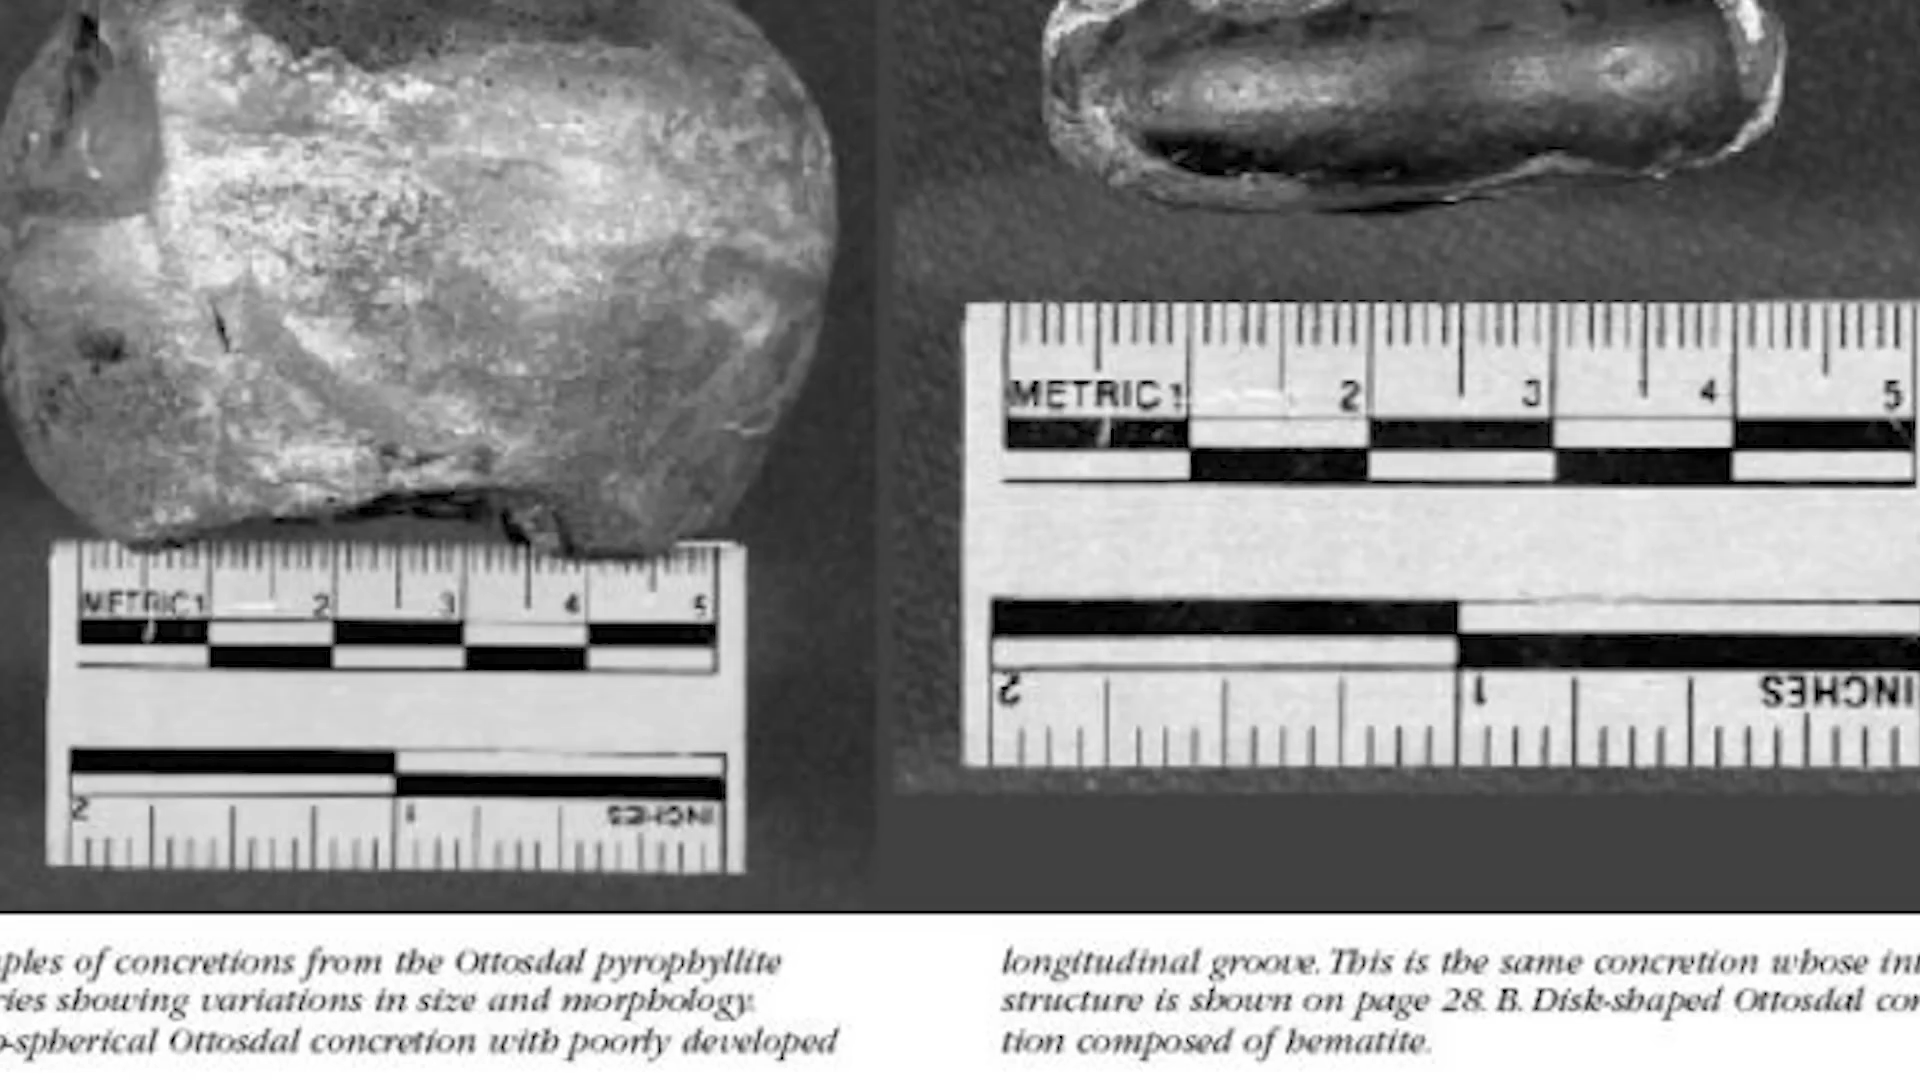 METRIC 1 2 3 4 5
2 1 INCHES
METRIC 1 2 3 4 5
2 1 INCHES
ples of concretions from the Ottosdal pyrophyllite
ries showing variations in size and morphology.
o-spherical Ottosdal concretion with poorly developed
longitudinal groove. This is the same concretion whose int
structure is shown on page 28. B. Disk-shaped Ottosdal con
tion composed of hematite.